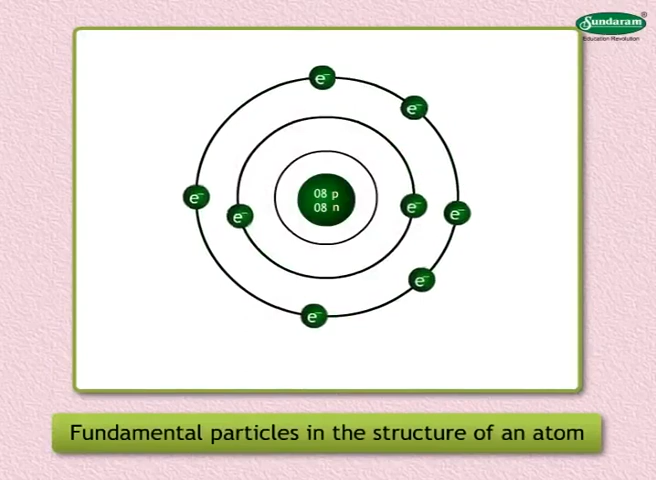 Sundaram®
Education Revolution
e⁻
e⁻
e⁻
08 p
08 n
e⁻
e⁻
e⁻
e⁻
e⁻
Fundamental particles in the structure of an atom